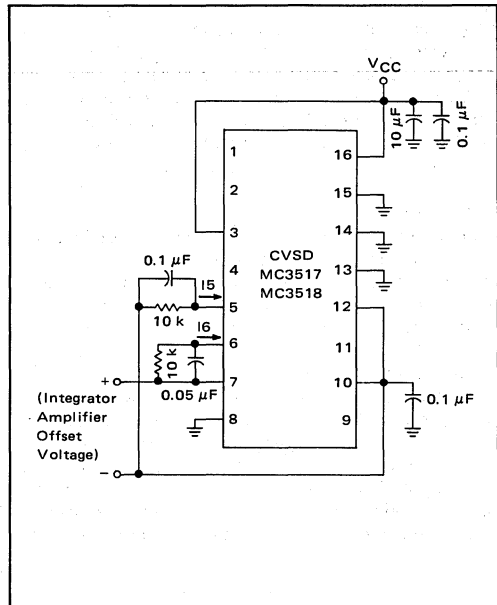 VCC
10 µF
0.1 µF
1
16
2
15
3
14
CVSD
MC3517
MC3518
0.1 µF
4
13
I5
5
12
10 k
I6
6
11
10 k
+
7
10
0.05 µF
0.1 µF
(Integrator
Amplifier
Offset
Voltage)
8
9
−